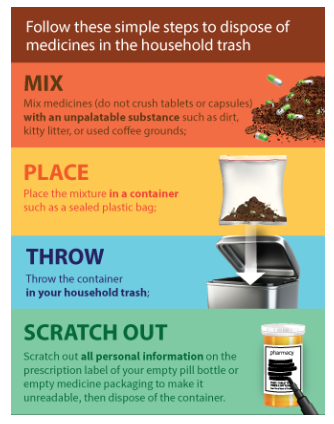 Follow these simple steps to dispose of
medicines in the household trash
MIX
Mix medicines (do not crush tablets or capsules)
with an unpalatable substance such as dirt,
kitty litter, or used coffee grounds;
PLACE
Place the mixture in a container
such as a sealed plastic bag;
THROW
Throw the container
in your household trash;
SCRATCH OUT
Scratch out all personal information on the
prescription label of your empty pill bottle or
empty medicine packaging to make it
unreadable, then dispose of the container.
pharmacy